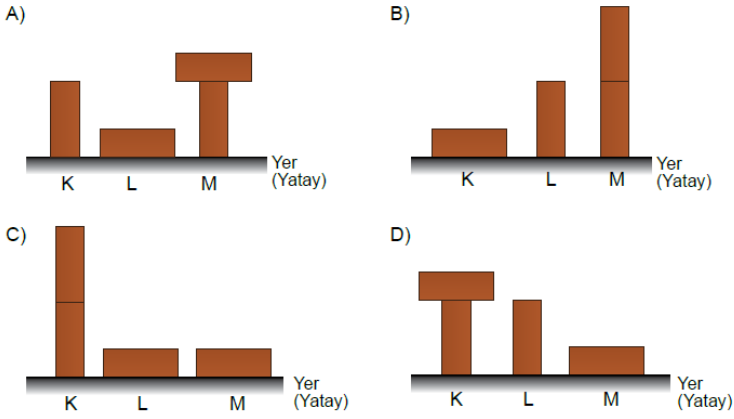 A)
K L M
Yer
(Yatay)
B)
K L M
Yer
(Yatay)
C)
K L M
Yer
(Yatay)
D)
K L M
Yer
(Yatay)